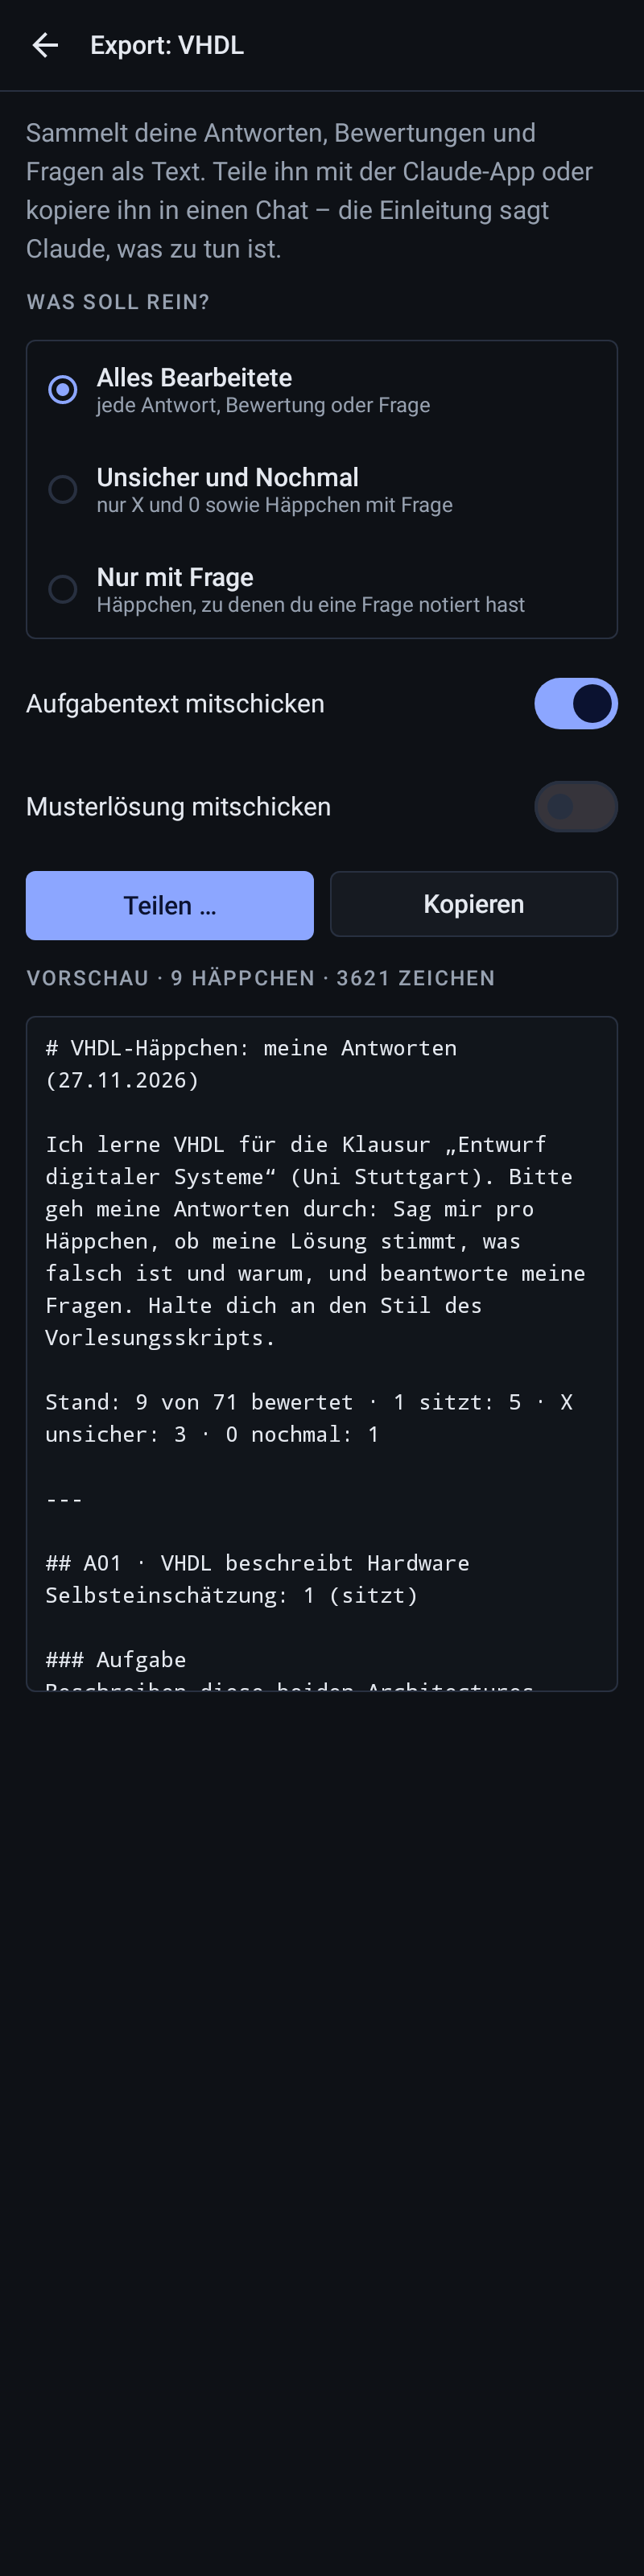 Export: VHDL
Sammelt deine Antworten, Bewertungen und
Fragen als Text. Teile ihn mit der Claude-App oder
kopiere ihn in einen Chat – die Einleitung sagt
Claude, was zu tun ist.
WAS SOLL REIN?
Alles Bearbeitete
jede Antwort, Bewertung oder Frage
Unsicher und Nochmal
nur X und 0 sowie Häppchen mit Frage
Nur mit Frage
Häppchen, zu denen du eine Frage notiert hast
Aufgabentext mitschicken
Musterlösung mitschicken
Teilen …
Kopieren
VORSCHAU · 9 HÄPPCHEN · 3621 ZEICHEN
# VHDL-Häppchen: meine Antworten
(27.11.2026)
Ich lerne VHDL für die Klausur „Entwurf
digitaler Systeme“ (Uni Stuttgart). Bitte
geh meine Antworten durch: Sag mir pro
Häppchen, ob meine Lösung stimmt, was
falsch ist und warum, und beantworte meine
Fragen. Halte dich an den Stil des
Vorlesungsskripts.
Stand: 9 von 71 bewertet · 1 sitzt: 5 · X
unsicher: 3 · 0 nochmal: 1
---
## A01 · VHDL beschreibt Hardware
Selbsteinschätzung: 1 (sitzt)
### Aufgabe
Beschreiben diese beiden Architectures